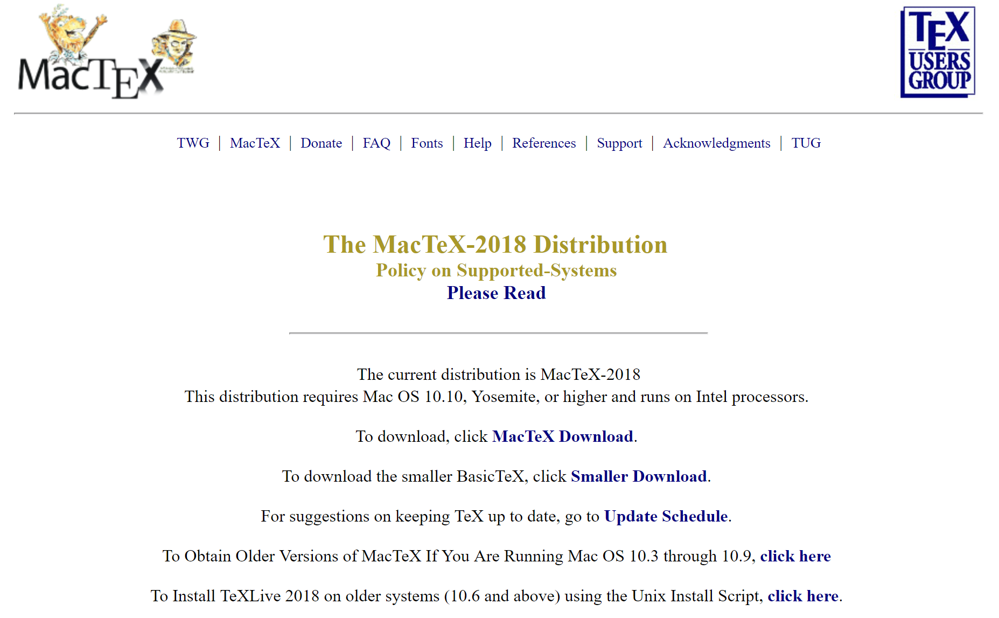 MacTEX
TEX
USERS
GROUP
TWG | MacTeX | Donate | FAQ | Fonts | Help | References | Support | Acknowledgments | TUG
The MacTeX-2018 Distribution
Policy on Supported-Systems
Please Read
The current distribution is MacTeX-2018
This distribution requires Mac OS 10.10, Yosemite, or higher and runs on Intel processors.
To download, click MacTeX Download.
To download the smaller BasicTeX, click Smaller Download.
For suggestions on keeping TeX up to date, go to Update Schedule.
To Obtain Older Versions of MacTeX If You Are Running Mac OS 10.3 through 10.9, click here
To Install TeXLive 2018 on older systems (10.6 and above) using the Unix Install Script, click here.